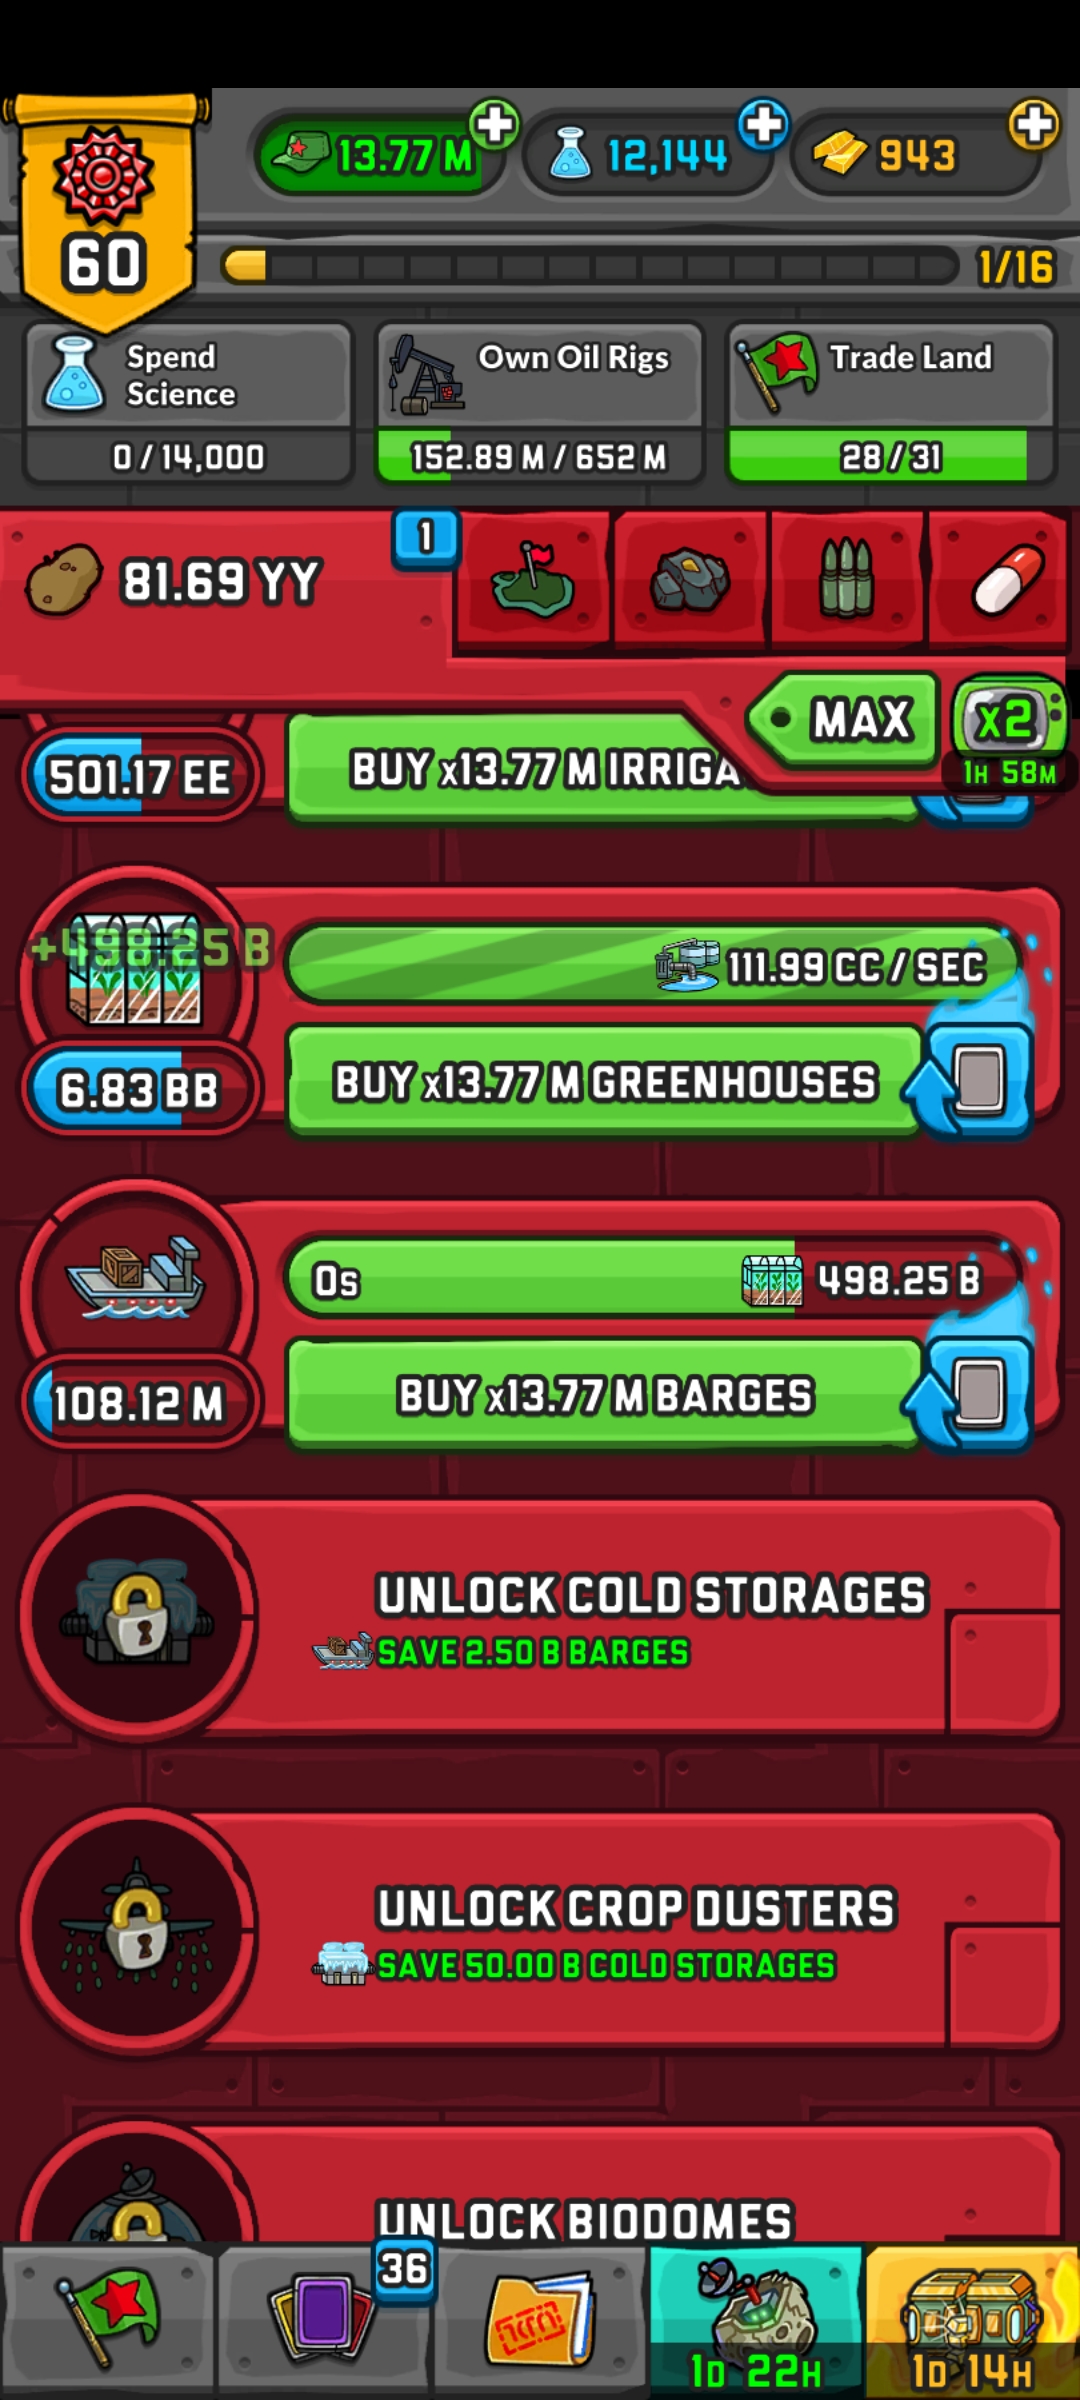 13.77 M
12,144
943
60
1/16
Spend
Science
0 / 14,000
Own Oil Rigs
152.89 M / 652 M
Trade Land
28 / 31
81.69 YY
1
MAX
x2
1H 58M
501.17 EE
BUY x13.77 M IRRIGA
+498.25 B
111.99 CC / SEC
6.83 BB
BUY x13.77 M GREENHOUSES
0s
498.25 B
108.12 M
BUY x13.77 M BARGES
UNLOCK COLD STORAGES
SAVE 2.50 B BARGES
UNLOCK CROP DUSTERS
SAVE 50.00 B COLD STORAGES
UNLOCK BIODOMES
36
1D 22H
1D 14H